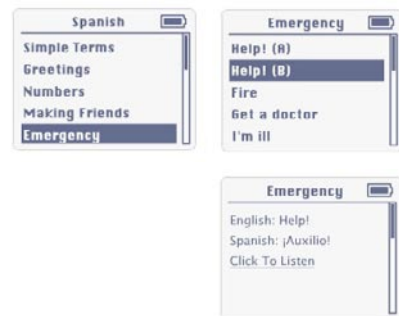 Spanish
Simple Terms
Greetings
Numbers
Making Friends
Emergency
Emergency
Help! (A)
Help! (B)
Fire
Get a doctor
I'm ill
Emergency
English: Help!
Spanish: ¡Auxilio!
Click To Listen